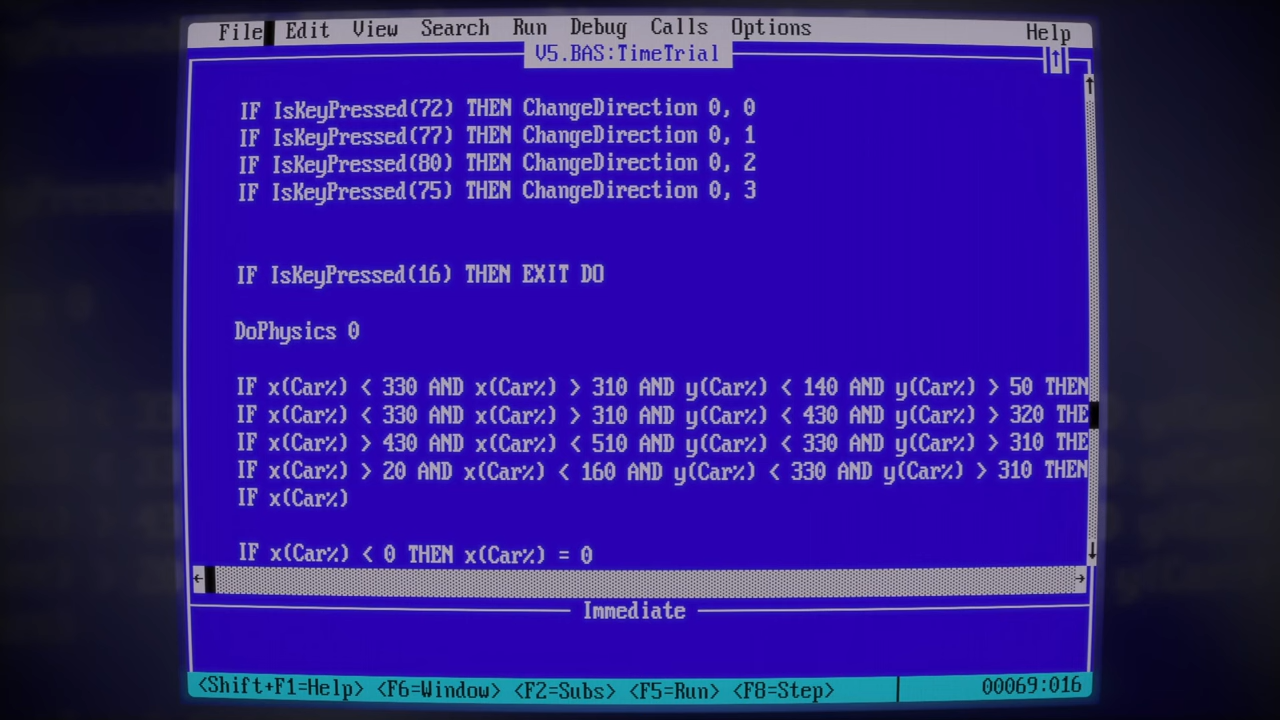 File Edit View Search Run Debug Calls Options Help
V5.BAS:TimeTrial
IF IsKeyPressed(72) THEN ChangeDirection 0, 0
IF IsKeyPressed(77) THEN ChangeDirection 0, 1
IF IsKeyPressed(80) THEN ChangeDirection 0, 2
IF IsKeyPressed(75) THEN ChangeDirection 0, 3
IF IsKeyPressed(16) THEN EXIT DO
DoPhysics 0
IF x(Car%) < 330 AND x(Car%) > 310 AND y(Car%) < 140 AND y(Car%) > 50 THEN
IF x(Car%) < 330 AND x(Car%) > 310 AND y(Car%) < 430 AND y(Car%) > 320 THE
IF x(Car%) > 430 AND x(Car%) < 510 AND y(Car%) < 330 AND y(Car%) > 310 THE
IF x(Car%) > 20 AND x(Car%) < 160 AND y(Car%) < 330 AND y(Car%) > 310 THEN
IF x(Car%)
IF x(Car%) < 0 THEN x(Car%) = 0
Immediate
<Shift+F1=Help> <F6=Window> <F2=Subs> <F5=Run> <F8=Step> 00069:016